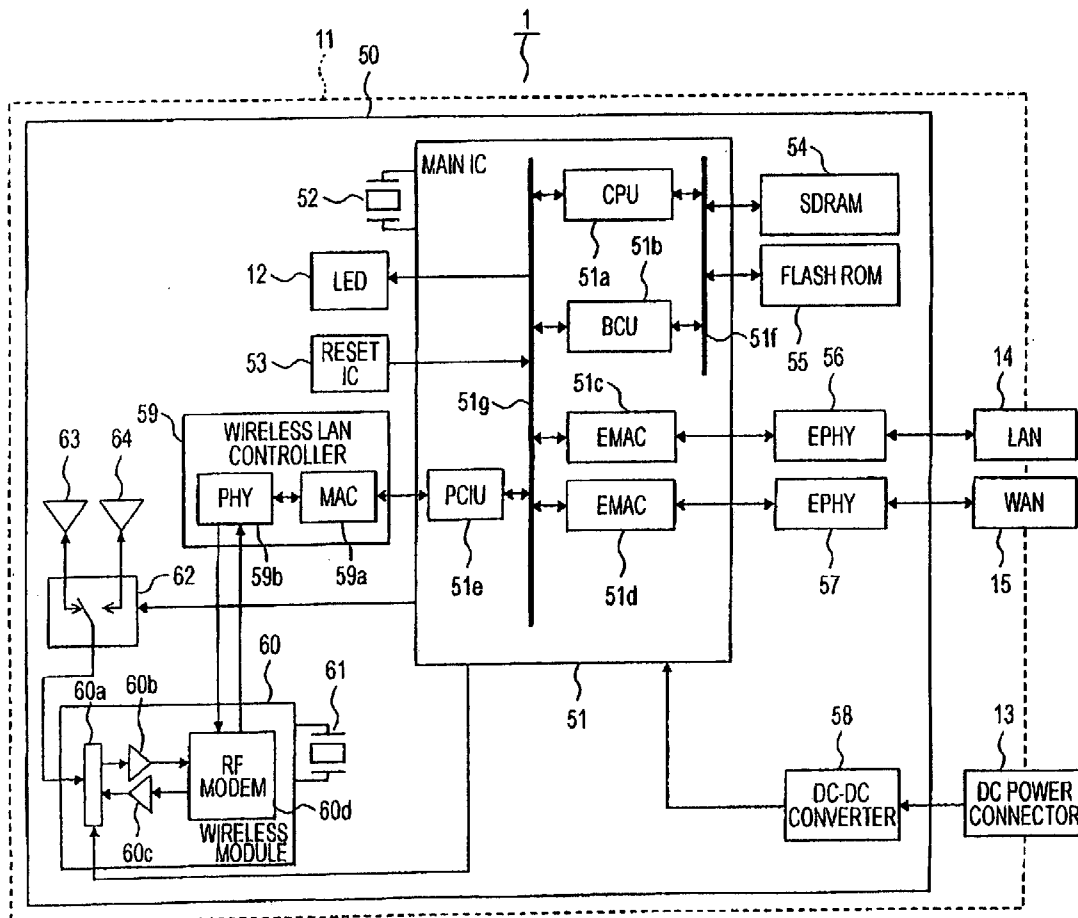 1
11
50
MAIN IC
54
52
CPU
SDRAM
51a
51b
12
LED
FLASH ROM
BCU
51f
55
53
RESET
IC
51c
56
14
51g
59
WIRELESS LAN
CONTROLLER
EMAC
EPHY
LAN
63
64
PHY
MAC
PCIU
EMAC
EPHY
WAN
59b
59a
51e
51d
57
15
62
60
61
51
58
13
60a
60b
RF
MODEM
60d
60c
WIRELESS
MODULE
DC-DC
CONVERTER
DC POWER
CONNECTOR